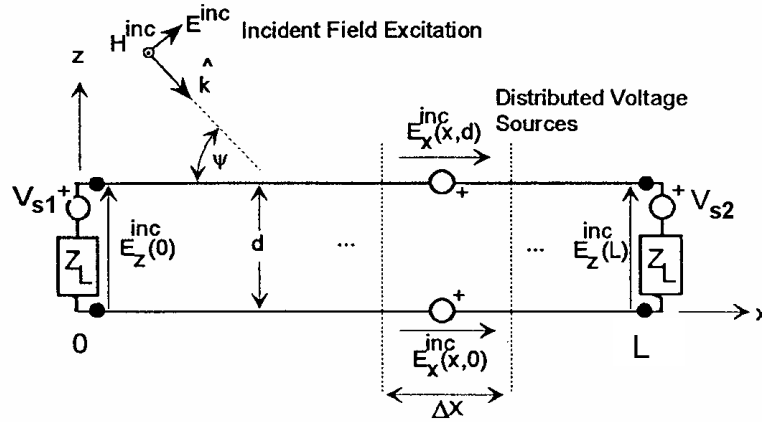 E^inc Incident Field Excitation
H^inc
z
k̂
Distributed Voltage
Sources
E_x^inc(x,d)
ψ
V_s1 +
+
+ V_s2
Z_L
E_z^inc(0)
d
...
...
E_z^inc(L)
Z_L
+
x
0
E_x^inc(x,0)
L
ΔX